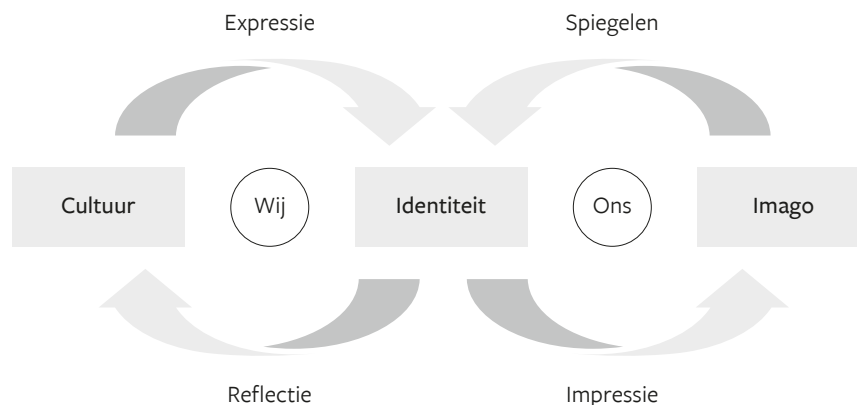 Expressie
Spiegelen
Cultuur
Wij
Identiteit
Ons
Imago
Reflectie
Impressie